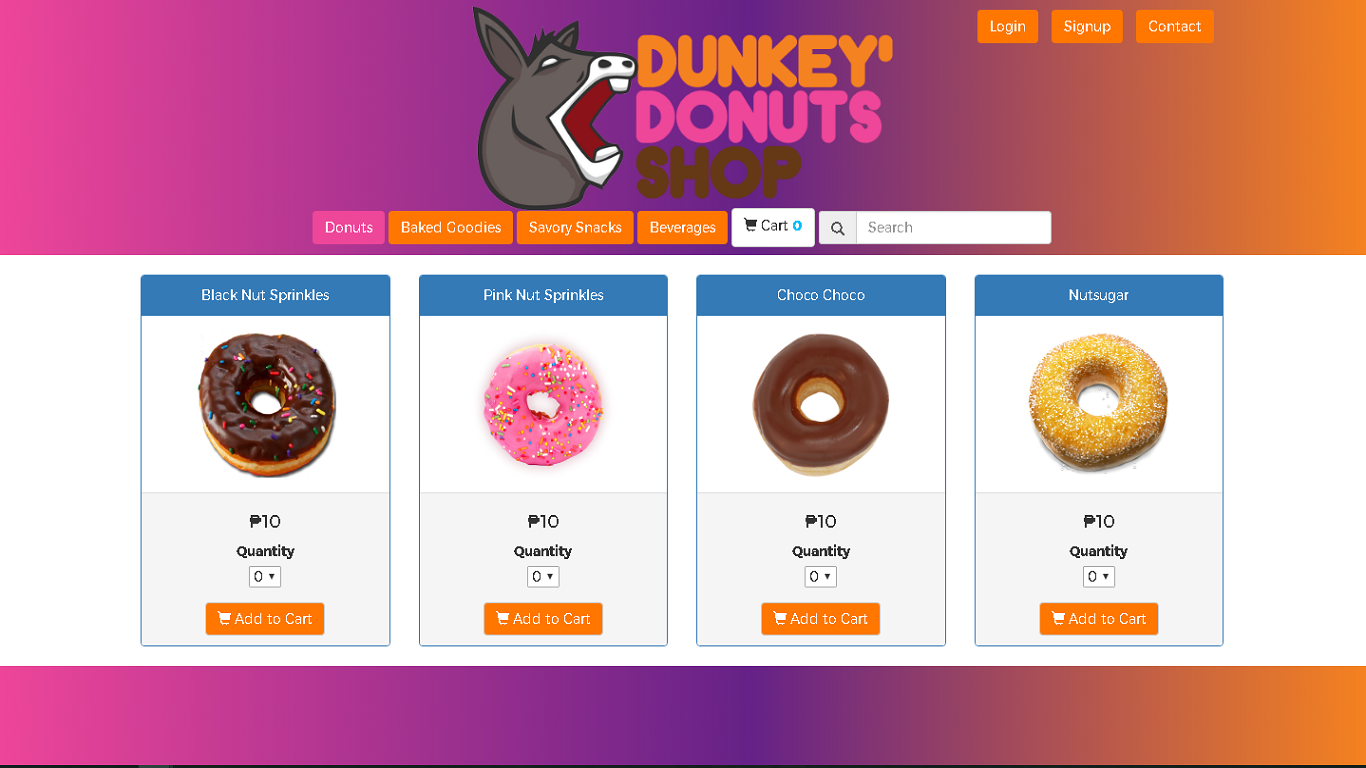 Login Signup Contact
DUNKEY'
DONUTS
SHOP
Donuts Baked Goodies Savory Snacks Beverages Cart 0 Search
Black Nut Sprinkles Pink Nut Sprinkles Choco Choco Nutsugar
₱10 ₱10 ₱10 ₱10
Quantity Quantity Quantity Quantity
0 0 0 0
Add to Cart Add to Cart Add to Cart Add to Cart